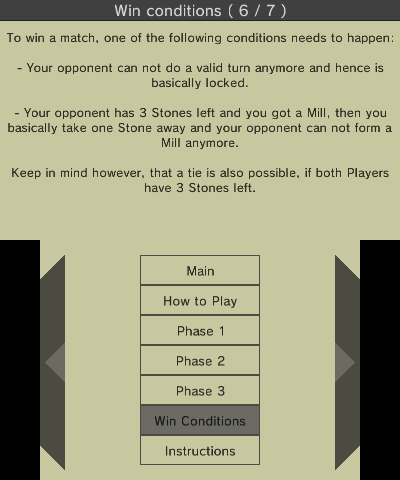 Win conditions ( 6 / 7 )
To win a match, one of the following conditions needs to happen:
- Your opponent can not do a valid turn anymore and hence is
basically locked.
- Your opponent has 3 Stones left and you got a Mill, then you
basically take one Stone away and your opponent can not form a
Mill anymore.
Keep in mind however, that a tie is also possible, if both Players
have 3 Stones left.
Main
How to Play
Phase 1
Phase 2
Phase 3
Win Conditions
Instructions